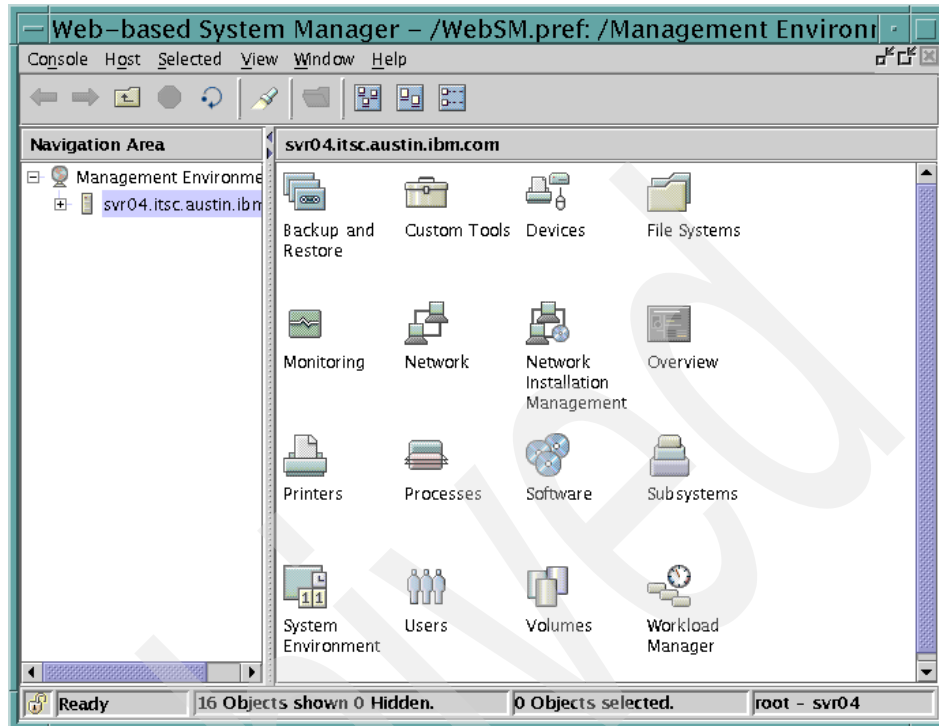 Web-based System Manager - /WebSM.pref: /Management Environ
Console Host Selected View Window Help
Navigation Area
svr04.itsc.austin.ibm.com
Management Environme
svr04.itsc.austin.ibm
Backup and
Restore
Custom Tools
Devices
File Systems
Monitoring
Network
Network
Installation
Management
Overview
Printers
Processes
Software
Subsystems
System
Environment
Users
Volumes
Workload
Manager
Ready
16 Objects shown 0 Hidden.
0 Objects selected.
root - svr04